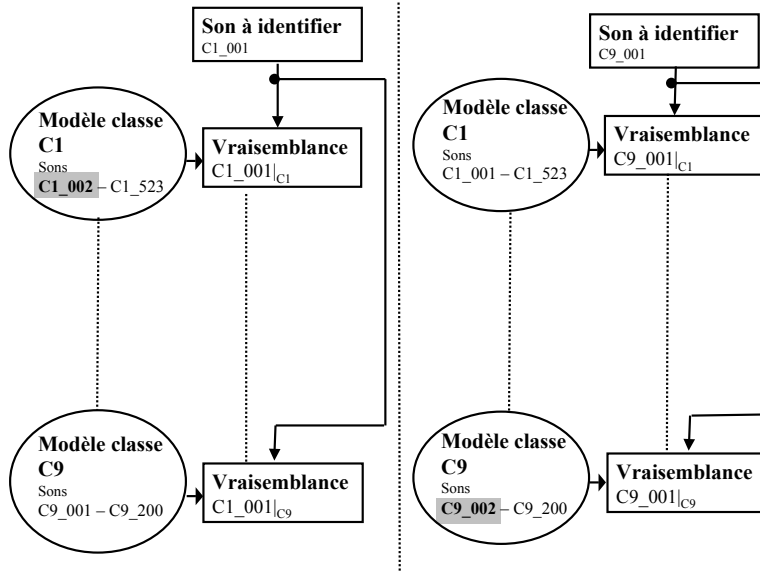 Son à identifier
C1_001
Modèle classe
C1
Sons
C1_002 – C1_523
Vraisemblance
C1_001|C1
Modèle classe
C9
Sons
C9_001 – C9_200
Vraisemblance
C1_001|C9
Son à identifier
C9_001
Modèle classe
C1
Sons
C1_001 – C1_523
Vraisemblance
C9_001|C1
Modèle classe
C9
Sons
C9_002 – C9_200
Vraisemblance
C9_001|C9